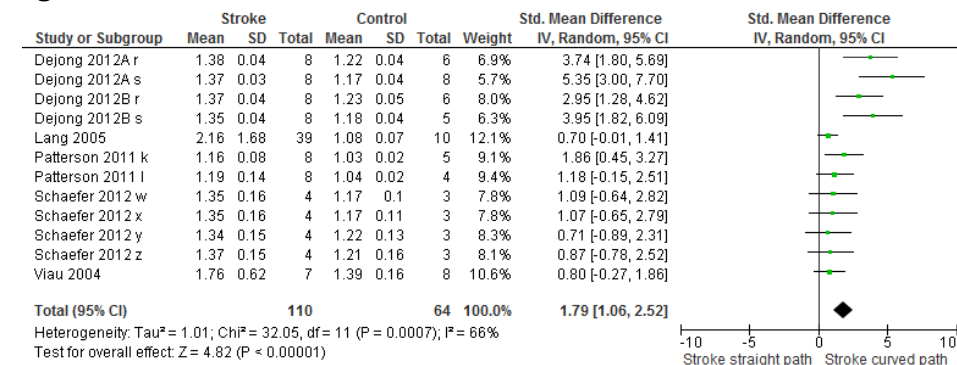 Stroke Control Std. Mean Difference Std. Mean Difference
Study or Subgroup Mean SD Total Mean SD Total Weight IV, Random, 95% CI IV, Random, 95% CI
Dejong 2012A r 1.38 0.04 8 1.22 0.04 6 6.9% 3.74 [1.80, 5.69]
Dejong 2012A s 1.37 0.03 8 1.17 0.04 8 5.7% 5.35 [3.00, 7.70]
Dejong 2012B r 1.37 0.04 8 1.23 0.05 6 8.0% 2.95 [1.28, 4.62]
Dejong 2012B s 1.35 0.04 8 1.18 0.04 5 6.3% 3.95 [1.82, 6.09]
Lang 2005 2.16 1.68 39 1.08 0.07 10 12.1% 0.70 [-0.01, 1.41]
Patterson 2011 k 1.16 0.08 8 1.03 0.02 5 9.1% 1.86 [0.45, 3.27]
Patterson 2011 l 1.19 0.14 8 1.04 0.02 4 9.4% 1.18 [-0.15, 2.51]
Schaefer 2012 w 1.35 0.16 4 1.17 0.1 3 7.8% 1.09 [-0.64, 2.82]
Schaefer 2012 x 1.35 0.16 4 1.17 0.11 3 7.8% 1.07 [-0.65, 2.79]
Schaefer 2012 y 1.34 0.15 4 1.22 0.13 3 8.3% 0.71 [-0.89, 2.31]
Schaefer 2012 z 1.37 0.15 4 1.21 0.16 3 8.1% 0.87 [-0.78, 2.52]
Viau 2004 1.76 0.62 7 1.39 0.16 8 10.6% 0.80 [-0.27, 1.86]
Total (95% CI) 110 64 100.0% 1.79 [1.06, 2.52]
Heterogeneity: Tau² = 1.01; Chi² = 32.05, df = 11 (P = 0.0007); I² = 66%
Test for overall effect: Z = 4.82 (P < 0.00001)
-10 -5 0 5 10
Stroke straight path Stroke curved path